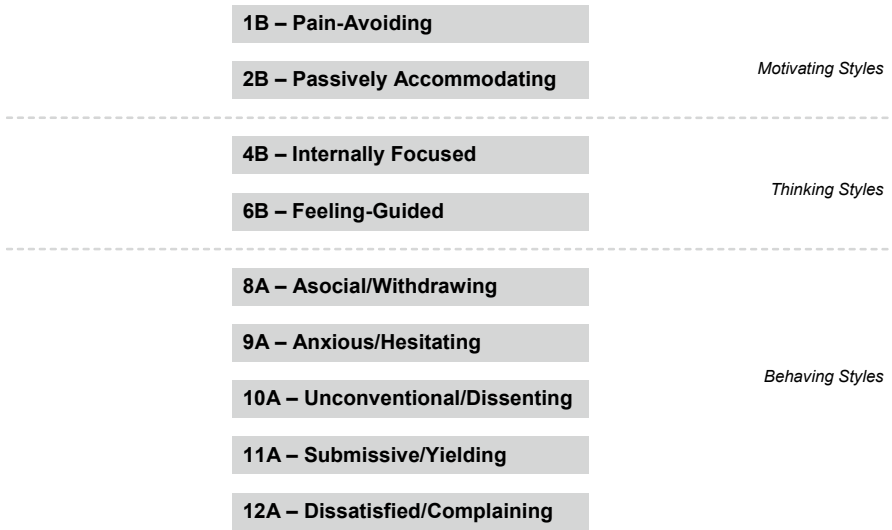 1B – Pain-Avoiding
2B – Passively Accommodating
Motivating Styles
4B – Internally Focused
6B – Feeling-Guided
Thinking Styles
8A – Asocial/Withdrawing
9A – Anxious/Hesitating
10A – Unconventional/Dissenting
11A – Submissive/Yielding
12A – Dissatisfied/Complaining
Behaving Styles